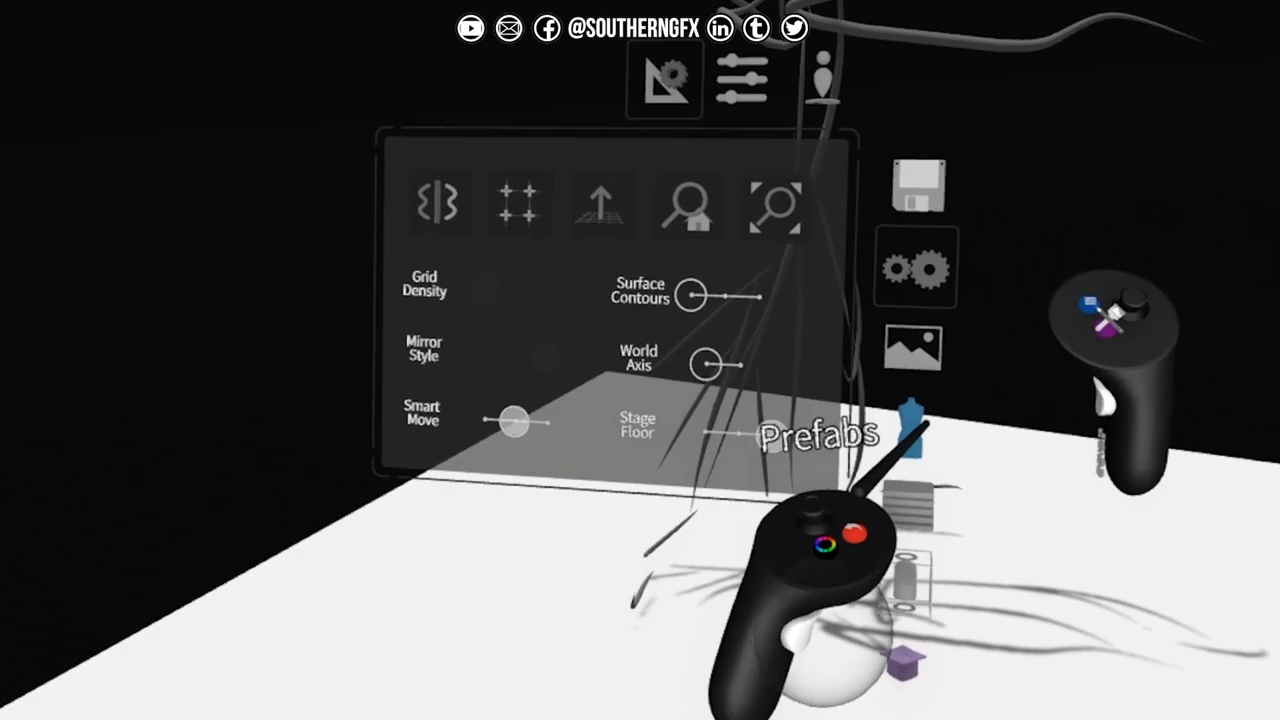 @SOUTHERNGFX
Grid
Density
Surface
Contours
Mirror
Style
World
Axis
Smart
Move
Stage
Floor
Prefabs